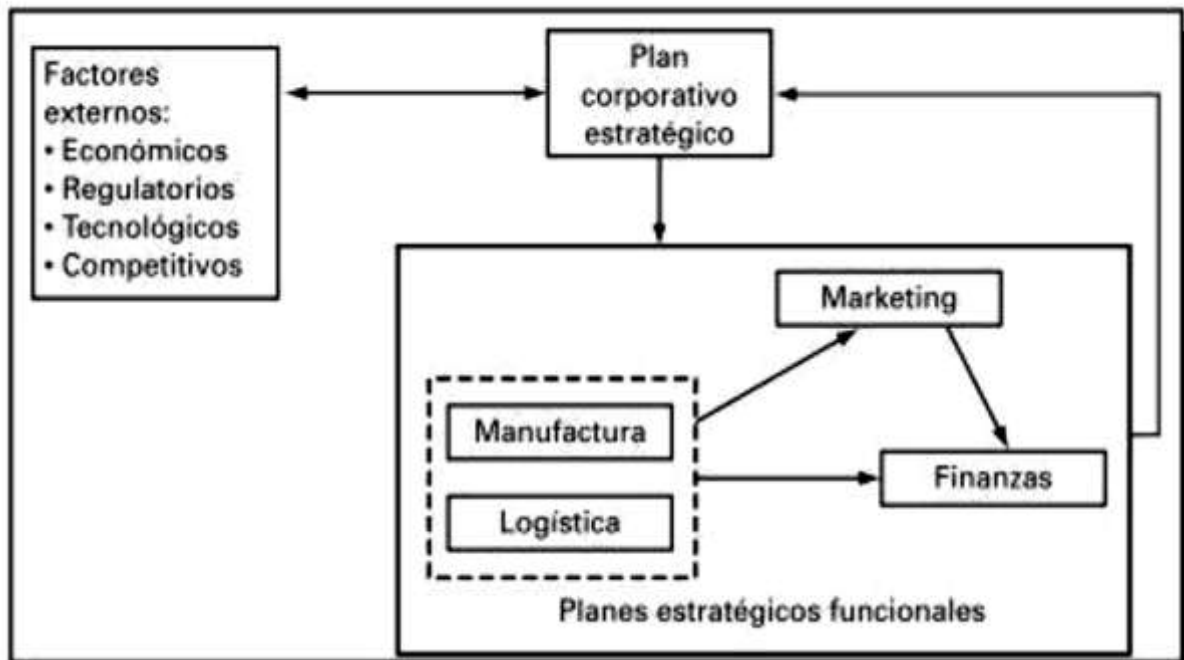 Factores
externos:
• Económicos
• Regulatorios
• Tecnológicos
• Competitivos
Plan
corporativo
estratégico
Marketing
Manufactura
Finanzas
Logística
Planes estratégicos funcionales